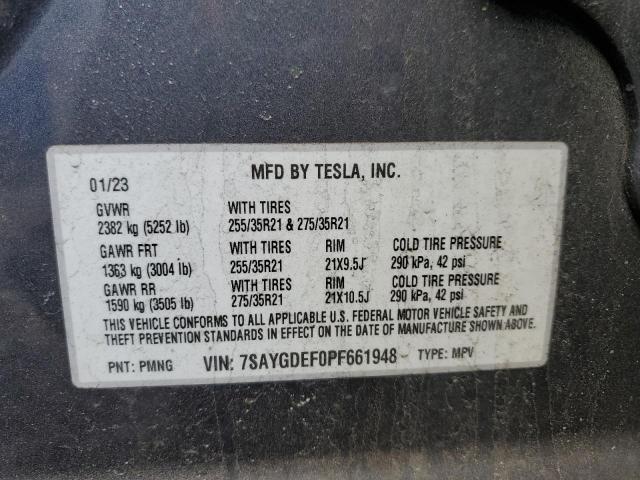 MFD BY TESLA, INC.
01/23
GVWR WITH TIRES
2382 kg (5252 lb) 255/35R21 & 275/35R21
GAWR FRT WITH TIRES RIM COLD TIRE PRESSURE
1363 kg (3004 lb) 255/35R21 21X9.5J 290 kPa, 42 psi
GAWR RR WITH TIRES RIM COLD TIRE PRESSURE
1590 kg (3505 lb) 275/35R21 21X10.5J 290 kPa, 42 psi
THIS VEHICLE CONFORMS TO ALL APPLICABLE U.S. FEDERAL MOTOR VEHICLE SAFETY AND
THEFT PREVENTION STANDARDS IN EFFECT ON THE DATE OF MANUFACTURE SHOWN ABOVE.
PNT: PMNG VIN: 7SAYGDEF0PF661948 TYPE: MPV